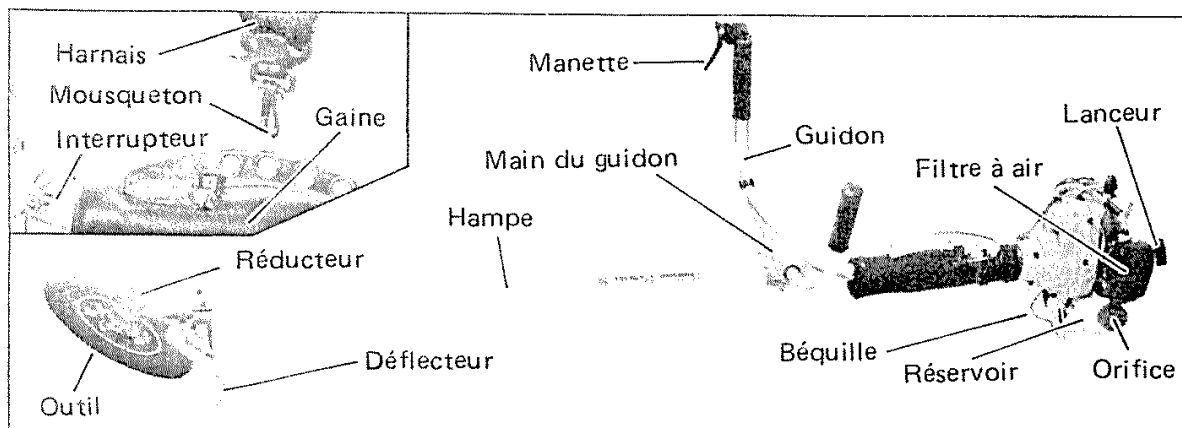 Harnais
Mousqueton
Interrupteur
Gaine
Manette
Guidon
Main du guidon
Lanceur
Filtre à air
Hampe
Réducteur
Déflecteur
Outil
Béquille
Réservoir
Orifice